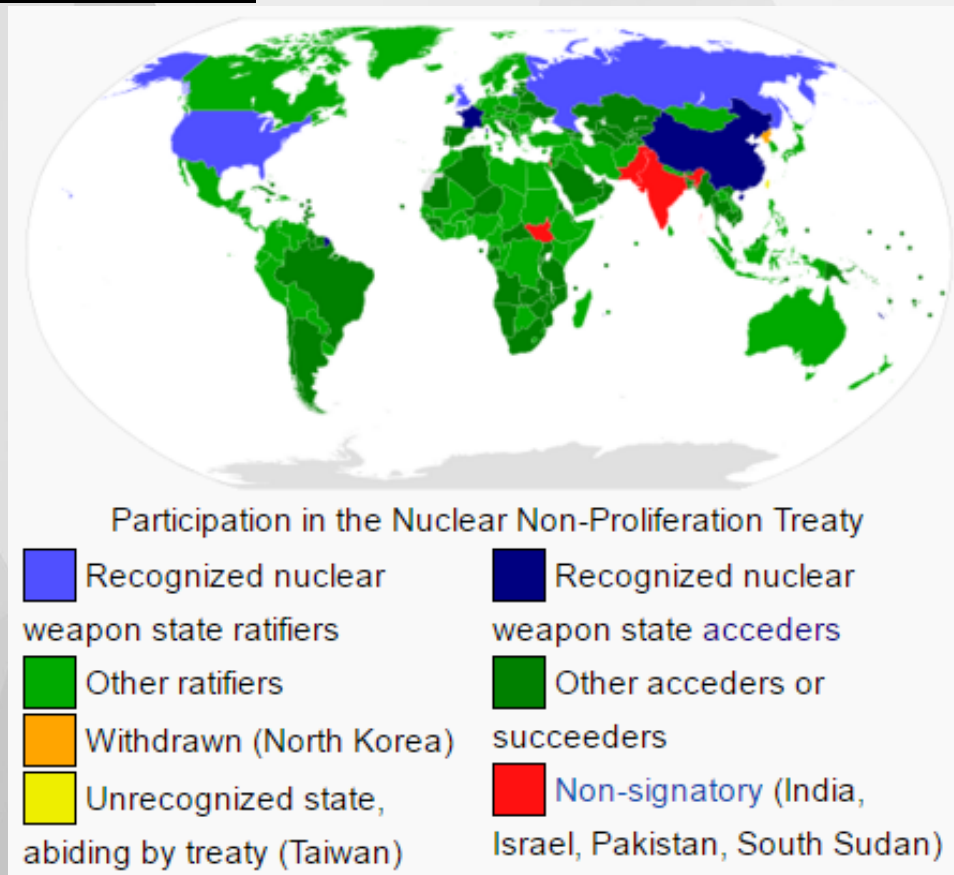 Participation in the Nuclear Non-Proliferation Treaty
Recognized nuclear
weapon state ratifiers
Other ratifiers
Withdrawn (North Korea)
Unrecognized state,
abiding by treaty (Taiwan)
Recognized nuclear
weapon state acceders
Other acceders or
succeeders
Non-signatory (India,
Israel, Pakistan, South Sudan)